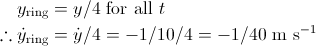 y_ring = y/4 for all t
∴ ẏ_ring = ẏ/4 = −1/10/4 = −1/40 m s⁻¹